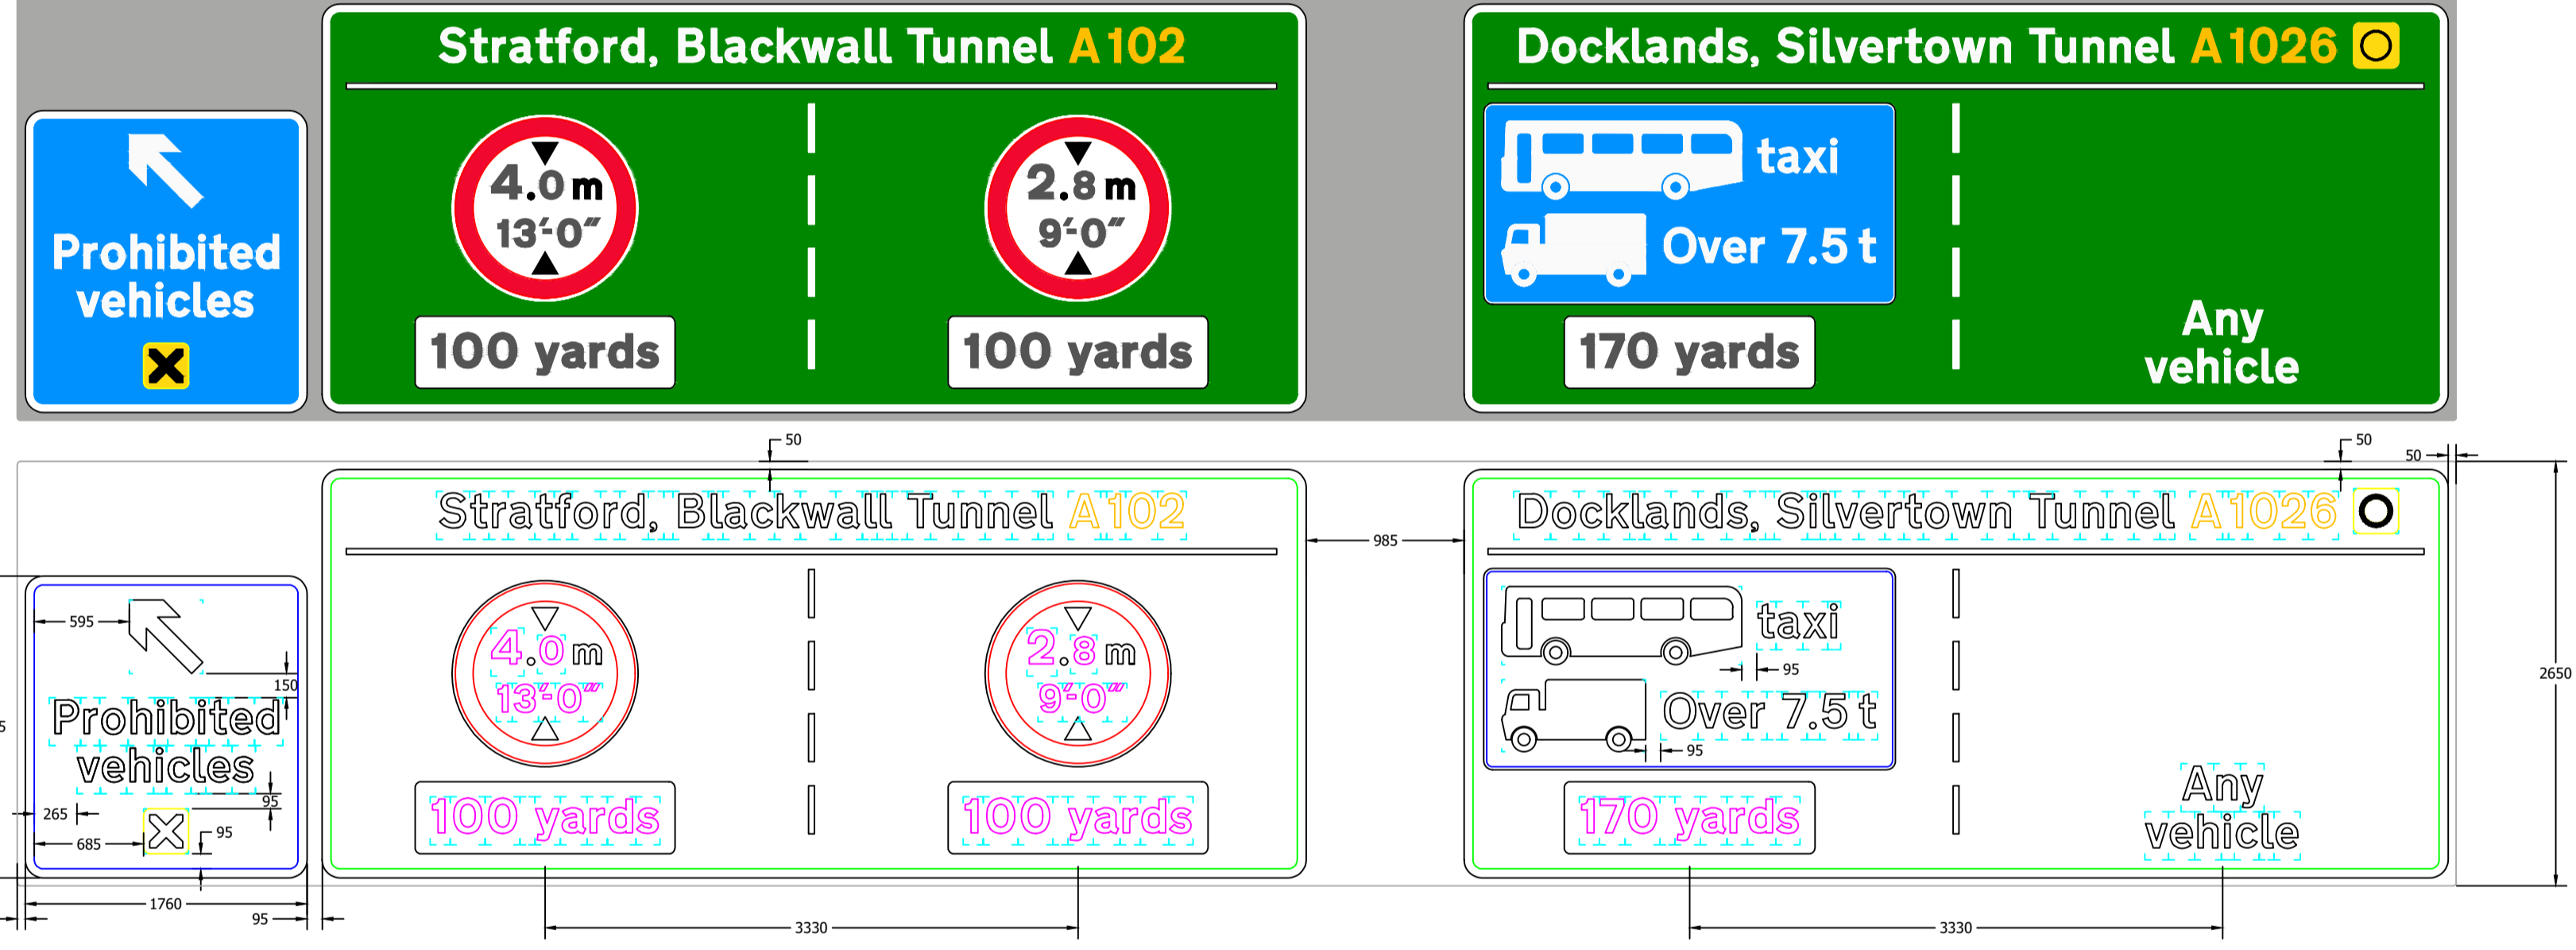 Stratford, Blackwall Tunnel A102
4.0 m
13'-0"
100 yards
2.8 m
9'-0"
100 yards
Prohibited
vehicles
Docklands, Silvertown Tunnel A1026
taxi
Over 7.5 t
170 yards
Any
vehicle
50
50
50
Stratford, Blackwall Tunnel A102
985
Docklands, Silvertown Tunnel A1026
4.0 m
13'-0"
100 yards
2.8 m
9'-0"
100 yards
595
150
Prohibited
vehicles
95
265
95
685
1760
95
3330
taxi
95
Over 7.5 t
95
170 yards
Any
vehicle
3330
2650